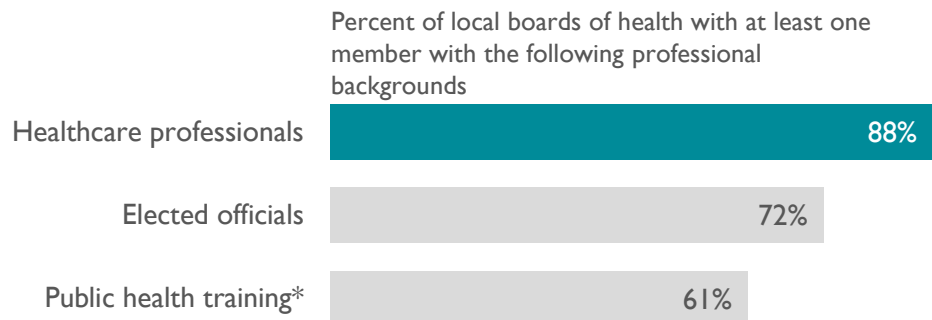 Percent of local boards of health with at least one
member with the following professional
backgrounds
Healthcare professionals 88%
Elected officials 72%
Public health training* 61%